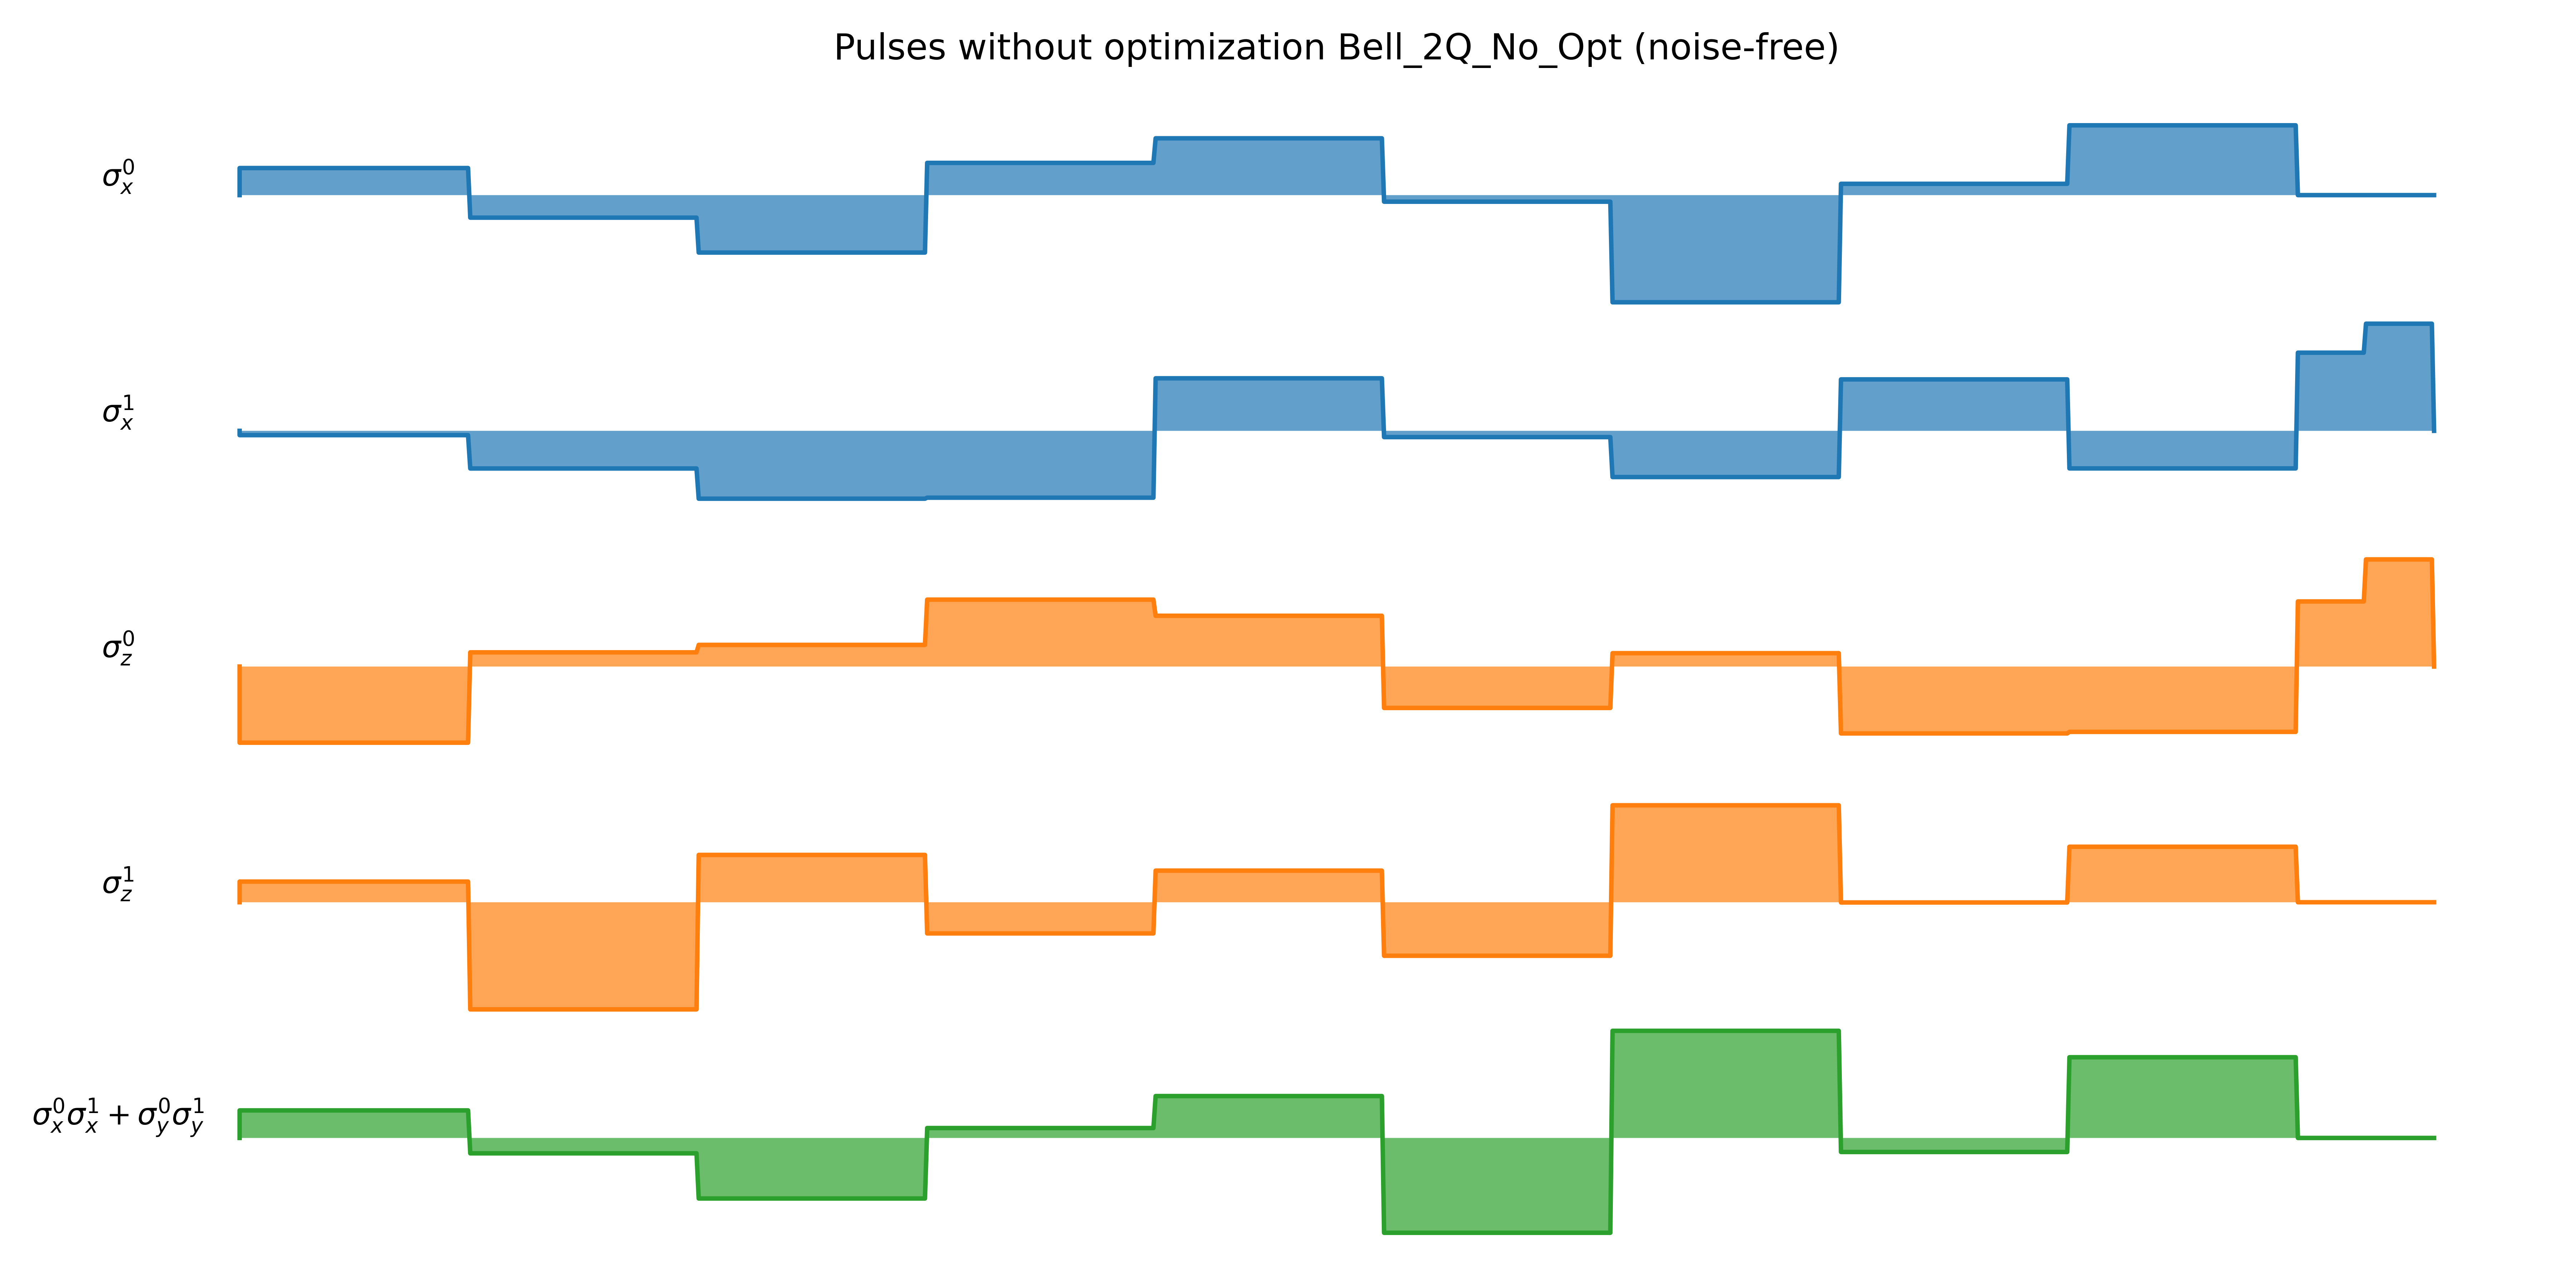 Pulses without optimization Bell_2Q_No_Opt (noise-free)
σ_x^0
σ_x^1
σ_z^0
σ_z^1
σ_x^0σ_x^1 + σ_y^0σ_y^1